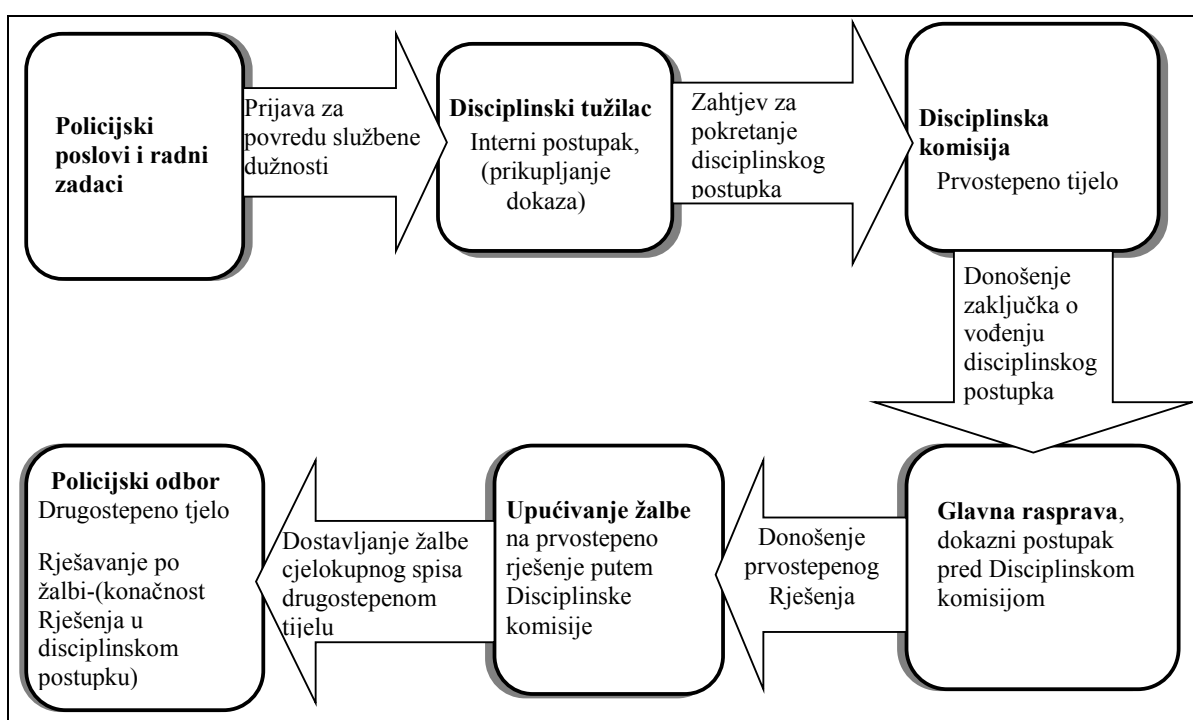 Policijski
poslovi i radni
zadaci
Prijava za
povredu službene
dužnosti
Disciplinski tužilac
Interni postupak,
(prikupljanje
dokaza)
Zahtjev za
pokretanje
disciplinskog
postupka
Disciplinska
komisija
Prvostepeno tijelo
Donošenje
zaključka o
vođenju
disciplinskog
postupka
Glavna rasprava,
dokazni postupak
pred Disciplinskom
komisijom
Donošenje
prvostepenog
Rješenja
Upućivanje žalbe
na prvostepeno
rješenje putem
Disciplinske
komisije
Dostavljanje žalbe
cjelokupnog spisa
drugostepenom
tijelu
Policijski odbor
Drugostepeno tjelo
Rješavanje po
žalbi-(konačnost
Rješenja u
disciplinskom
postupku)